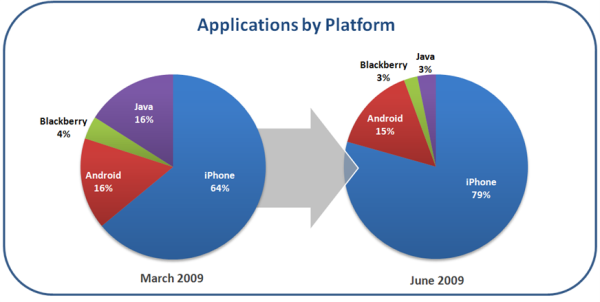 Applications by Platform
Java
16%
Blackberry
4%
Android
16%
iPhone
64%
March 2009
Java
3%
Blackberry
3%
Android
15%
iPhone
79%
June 2009